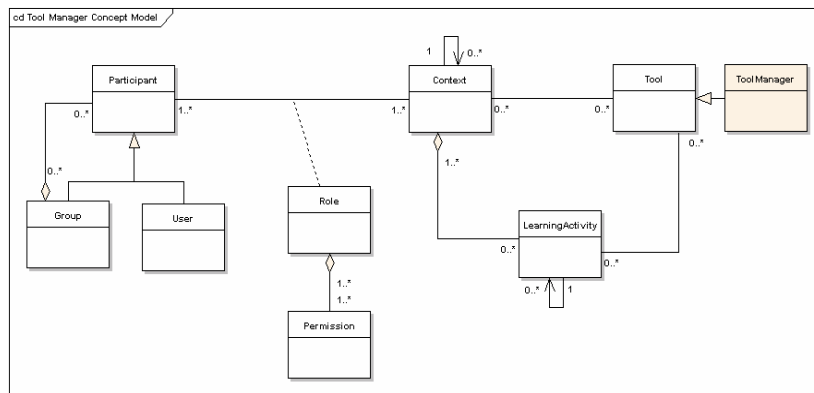 cd Tool Manager Concept Model
1
0..*
Participant
Context
Tool
ToolManager
0..*
1..*
1..*
0..*
0..*
0..*
0..*
1..*
Group
User
Role
LearningActivity
0..*
0..*
1..*
1..*
0..*
1
Permission